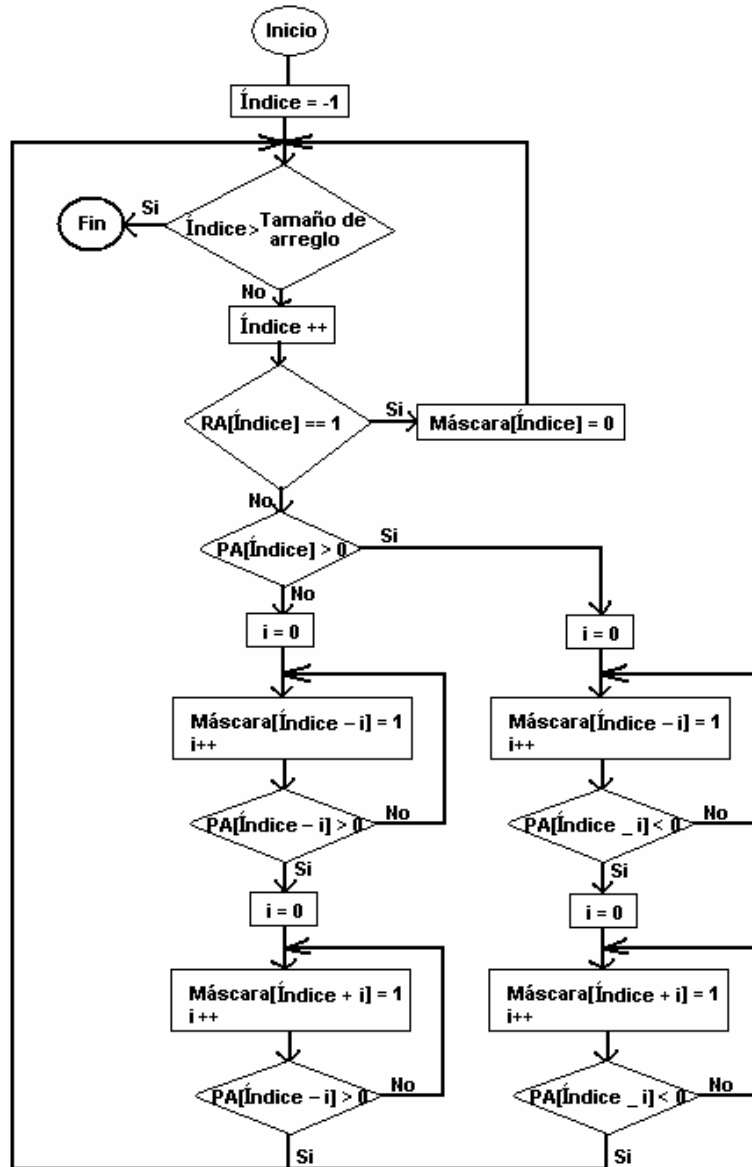 Inicio
Índice = -1
Si
Fin
Índice> Tamaño de
arreglo
No
Índice ++
RA[Índice] == 1
Si
Máscara[Índice] = 0
No
PA[Índice] > 0
Si
No
i = 0
i = 0
Máscara[Índice – i] = 1
i++
Máscara[Índice – i] = 1
i++
PA[Índice – i] > 0
No
PA[Índice _ i] < 0
No
Si
Si
i = 0
i = 0
Máscara[Índice + i] = 1
i ++
Máscara[Índice + i] = 1
i++
PA[Índice – i] > 0
No
PA[Índice _ i] < 0
No
Si
Si